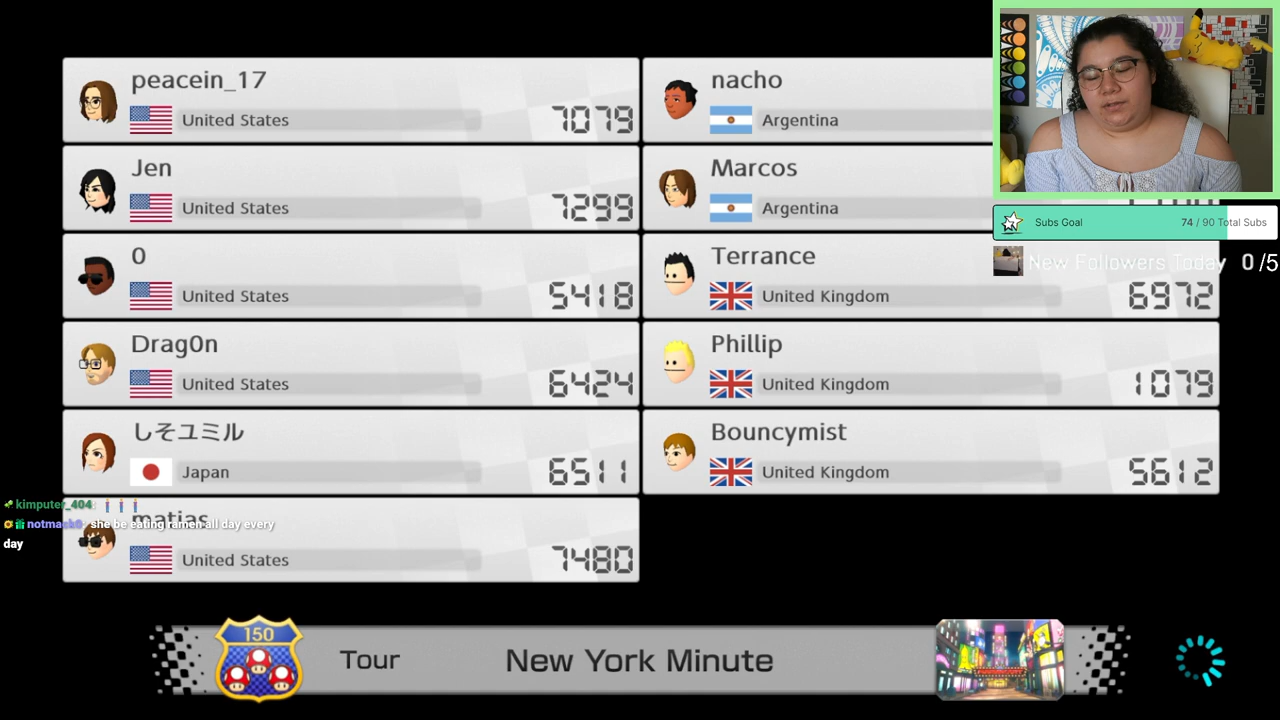 peacein_17
United States
7079
nacho
Argentina
Jen
United States
7299
Marcos
Argentina
Subs Goal
74 / 90 Total Subs
New Followers Today 0 /5
0
United States
5418
Terrance
United Kingdom
6972
Drag0n
United States
6424
Phillip
United Kingdom
1079
しそユミル
Japan
6511
Bouncymist
United Kingdom
5612
kimputer_404:
matias
notmach0: she be eating ramen all day every
day
United States
7480
150
Tour
New York Minute